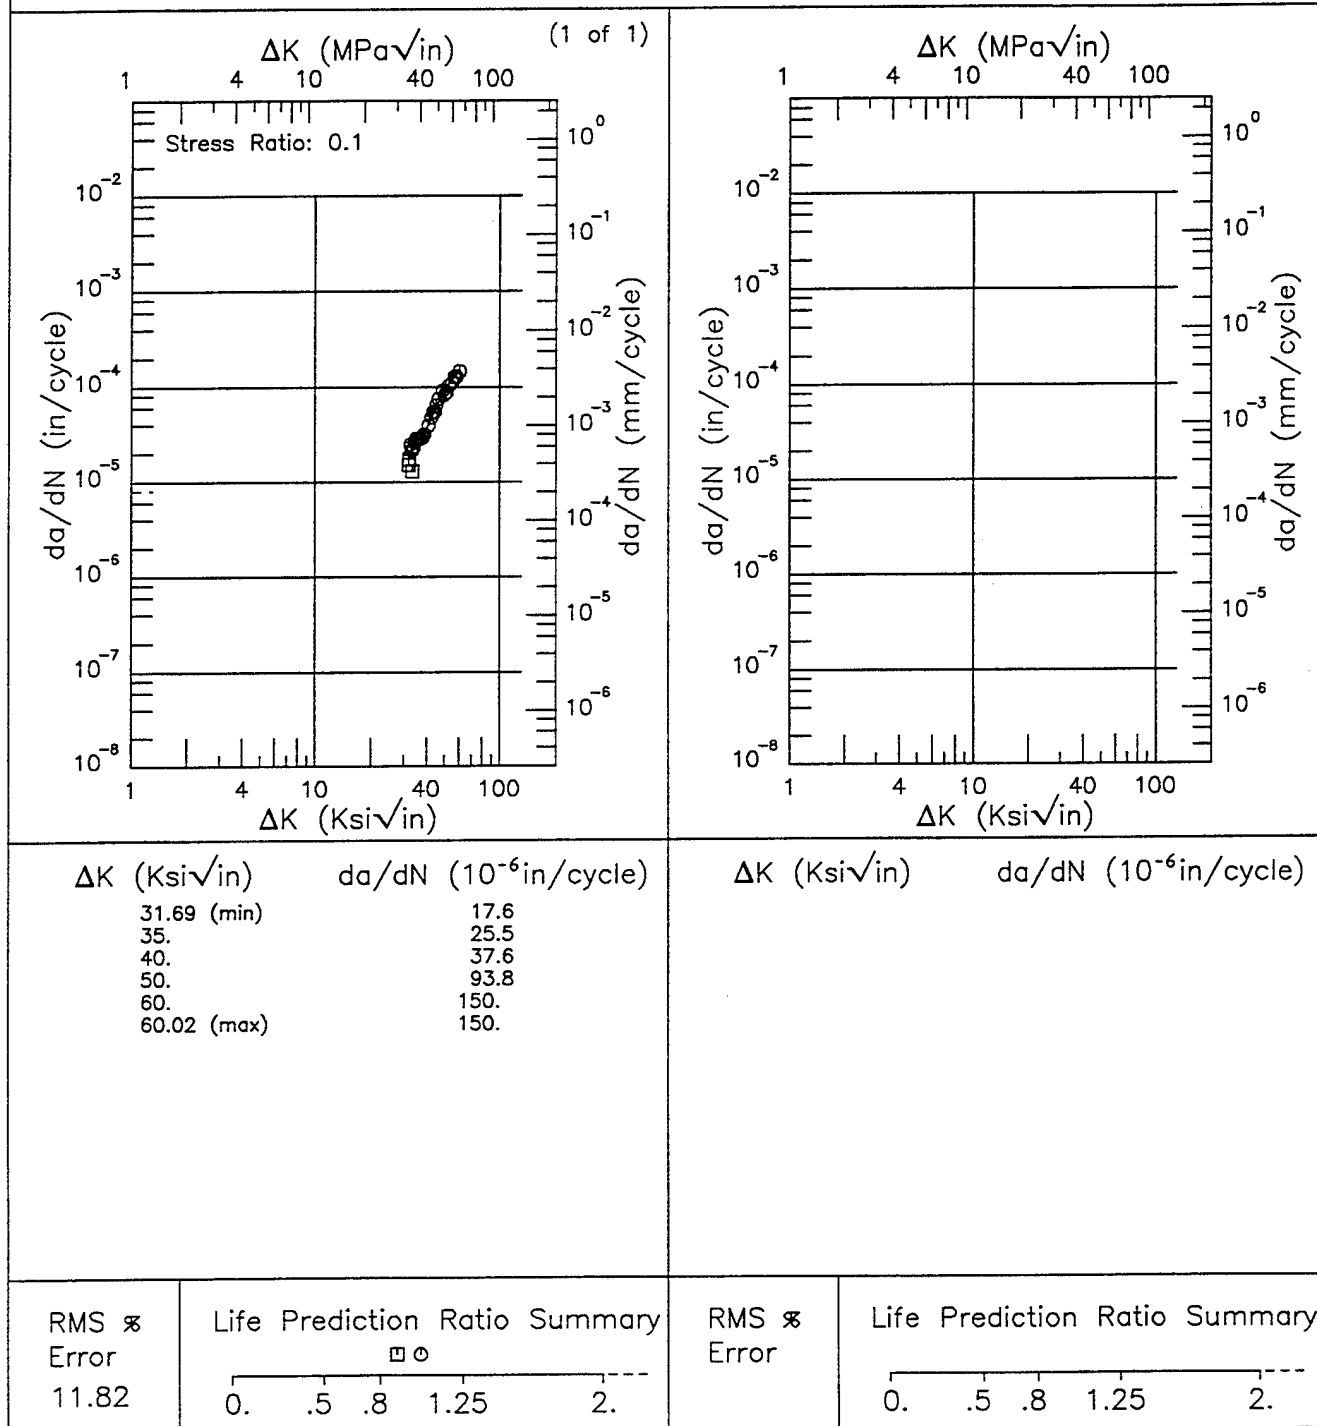 (1 of 1)
ΔK (MPa√in)
1 4 10 40 100
Stress Ratio: 0.1
da/dN (in/cycle)
10⁻²
10⁻³
10⁻⁴
10⁻⁵
10⁻⁶
10⁻⁷
10⁻⁸
10⁰
10⁻¹
10⁻²
10⁻³
10⁻⁴
10⁻⁵
10⁻⁶
da/dN (mm/cycle)
1 4 10 40 100
ΔK (Ksi√in)
ΔK (MPa√in)
1 4 10 40 100
da/dN (in/cycle)
10⁻²
10⁻³
10⁻⁴
10⁻⁵
10⁻⁶
10⁻⁷
10⁻⁸
10⁰
10⁻¹
10⁻²
10⁻³
10⁻⁴
10⁻⁵
10⁻⁶
da/dN (mm/cycle)
1 4 10 40 100
ΔK (Ksi√in)
ΔK (Ksi√in) da/dN (10⁻⁶in/cycle)
31.69 (min) 17.6
35. 25.5
40. 37.6
50. 93.8
60. 150.
60.02 (max) 150.
ΔK (Ksi√in) da/dN (10⁻⁶in/cycle)
RMS %
Error
11.82
Life Prediction Ratio Summary
0. .5 .8 1.25 2.
RMS %
Error
Life Prediction Ratio Summary
0. .5 .8 1.25 2.